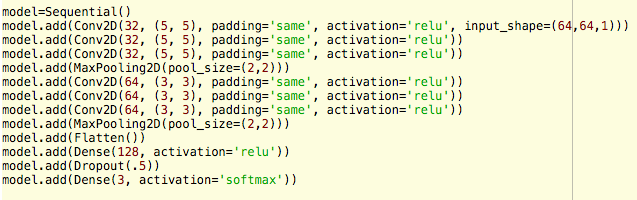 model=Sequential()
model.add(Conv2D(32, (5, 5), padding='same', activation='relu', input_shape=(64,64,1)))
model.add(Conv2D(32, (5, 5), padding='same', activation='relu'))
model.add(Conv2D(32, (5, 5), padding='same', activation='relu'))
model.add(MaxPooling2D(pool_size=(2,2)))
model.add(Conv2D(64, (3, 3), padding='same', activation='relu'))
model.add(Conv2D(64, (3, 3), padding='same', activation='relu'))
model.add(Conv2D(64, (3, 3), padding='same', activation='relu'))
model.add(MaxPooling2D(pool_size=(2,2)))
model.add(Flatten())
model.add(Dense(128, activation='relu'))
model.add(Dropout(.5))
model.add(Dense(3, activation='softmax'))